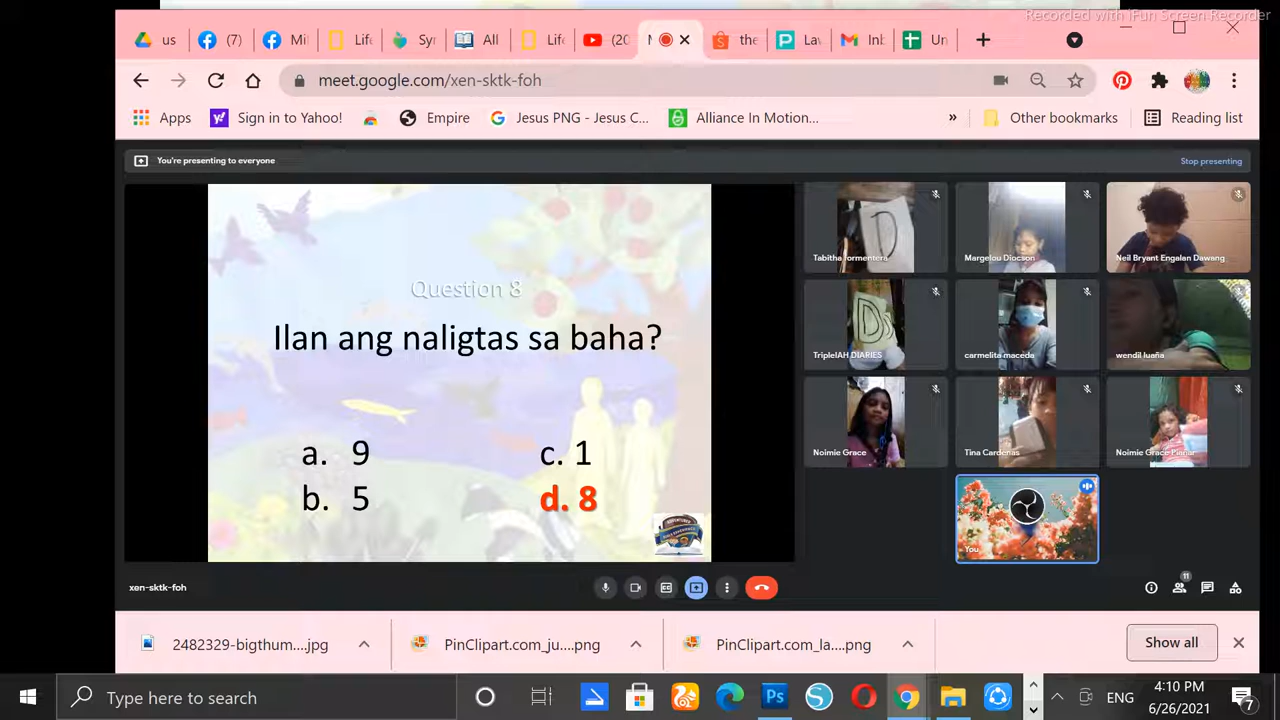 Recorded with iFun Screen Recorder
us
(7)
Mi
Life
Syr
All
Life
(20
the
Lav
Inb
Un
meet.google.com/xen-sktk-foh
Apps
Sign in to Yahoo!
Empire
Jesus PNG - Jesus C...
Alliance In Motion...
»
Other bookmarks
Reading list
You're presenting to everyone
Stop presenting
Question 8
Ilan ang naligtas sa baha?
a. 9
c. 1
b. 5
d. 8
D
Tabitha Tormentera
Margelou Diocson
Neil Bryant Engalan Dawang
D
TripleIAH DIARIES
carmelita maceda
wendil luaña
Noimie Grace
Tina Cardenas
Noimie Grace Planar
You
xen-sktk-foh
11
2482329-bigthum....jpg
PinClipart.com_ju....png
PinClipart.com_la....png
Show all
Type here to search
Ps
ENG
4:10 PM
6/26/2021
7